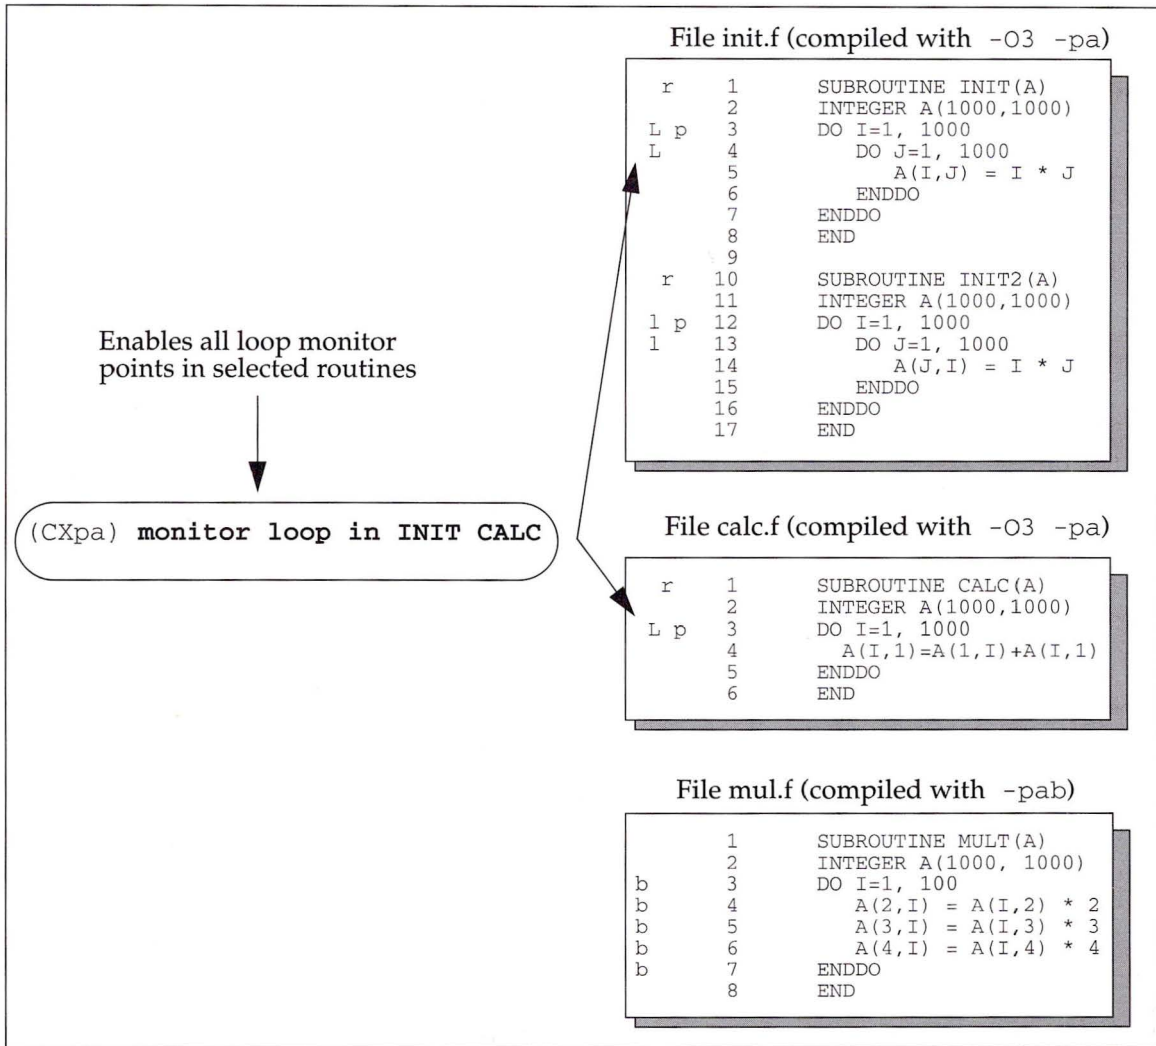 File init.f (compiled with -O3 -pa)
r 1 SUBROUTINE INIT(A)
2 INTEGER A(1000,1000)
L p 3 DO I=1, 1000
L 4 DO J=1, 1000
5 A(I,J) = I * J
6 ENDDO
7 ENDDO
8 END
9
r 10 SUBROUTINE INIT2(A)
11 INTEGER A(1000,1000)
l p 12 DO I=1, 1000
l 13 DO J=1, 1000
14 A(J,I) = I * J
15 ENDDO
16 ENDDO
17 END
Enables all loop monitor
points in selected routines
(CXpa) monitor loop in INIT CALC
File calc.f (compiled with -O3 -pa)
r 1 SUBROUTINE CALC(A)
2 INTEGER A(1000,1000)
L p 3 DO I=1, 1000
4 A(I,1)=A(1,I)+A(I,1)
5 ENDDO
6 END
File mul.f (compiled with -pab)
1 SUBROUTINE MULT(A)
2 INTEGER A(1000, 1000)
b 3 DO I=1, 100
b 4 A(2,I) = A(I,2) * 2
b 5 A(3,I) = A(I,3) * 3
b 6 A(4,I) = A(I,4) * 4
b 7 ENDDO
8 END